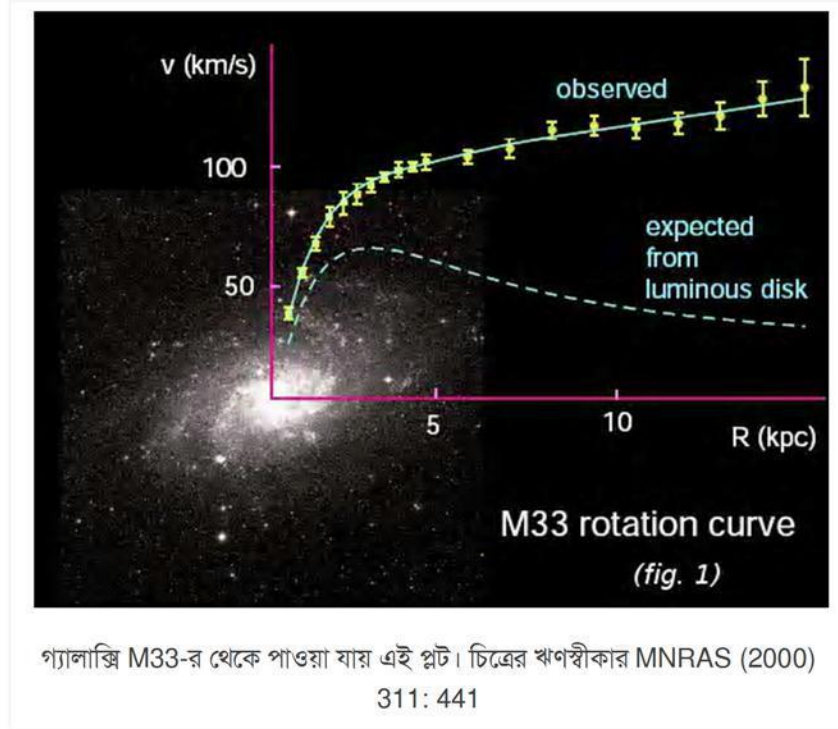 v (km/s)
observed
100
expected
from
luminous disk
50
5
10
R (kpc)
M33 rotation curve
(fig. 1)
গ্যালাক্সি M33-র থেকে পাওয়া যায় এই প্লট। চিত্রের ঋণস্বীকার MNRAS (2000)
311: 441